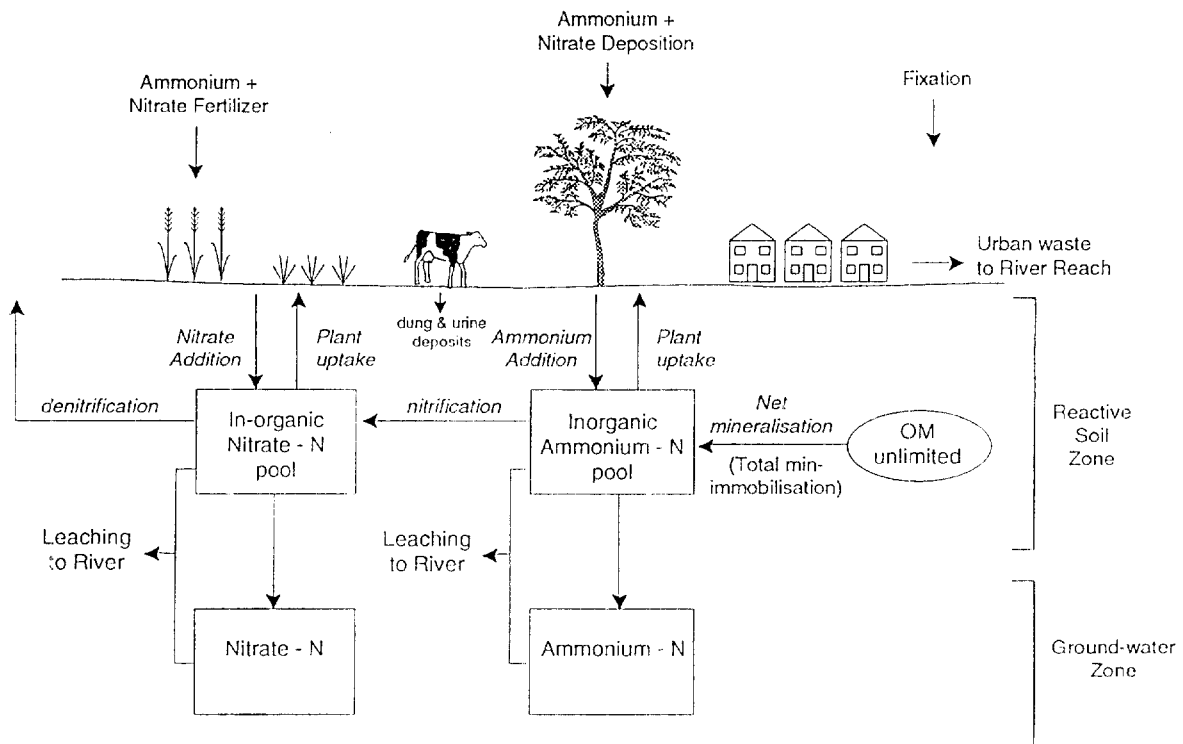 Ammonium +
Nitrate Deposition
Ammonium +
Nitrate Fertilizer
Fixation
Urban waste
to River Reach
dung & urine
deposits
Nitrate
Addition
Plant
uptake
Ammonium
Addition
Plant
uptake
denitrification
In-organic
Nitrate - N
pool
nitrification
Inorganic
Ammonium - N
pool
Net
mineralisation
(Total min-
immobilisation)
OM
unlimited
Reactive
Soil
Zone
Leaching
to River
Leaching
to River
Nitrate - N
Ammonium - N
Ground-water
Zone